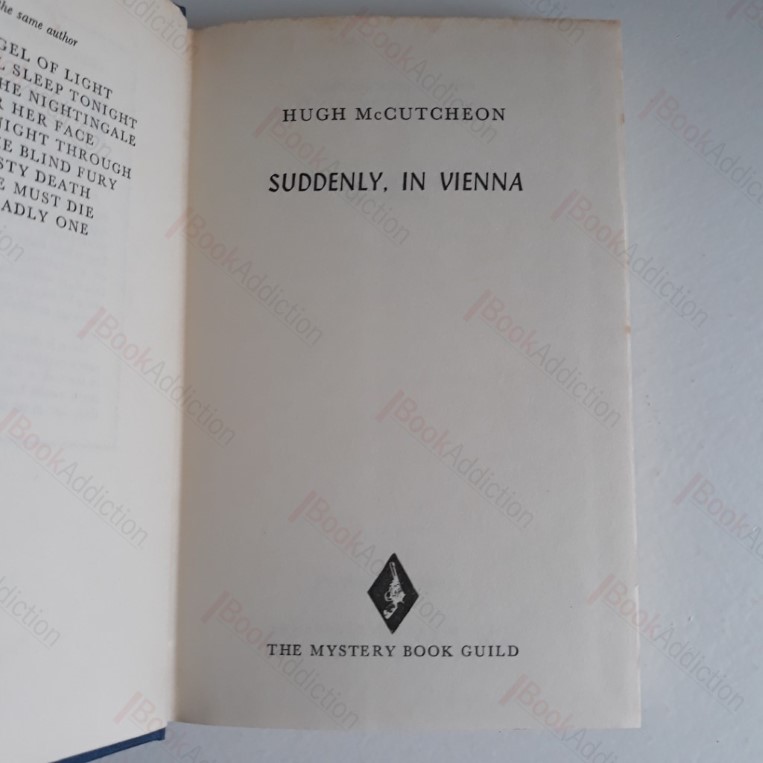 the same author
GEL OF LIGHT
SLEEP TONIGHT
HE NIGHTINGALE
R HER FACE
NIGHT THROUGH
E BLIND FURY
STY DEATH
E MUST DIE
ADLY ONE
HUGH McCUTCHEON
SUDDENLY, IN VIENNA
THE MYSTERY BOOK GUILD
BookAddiction